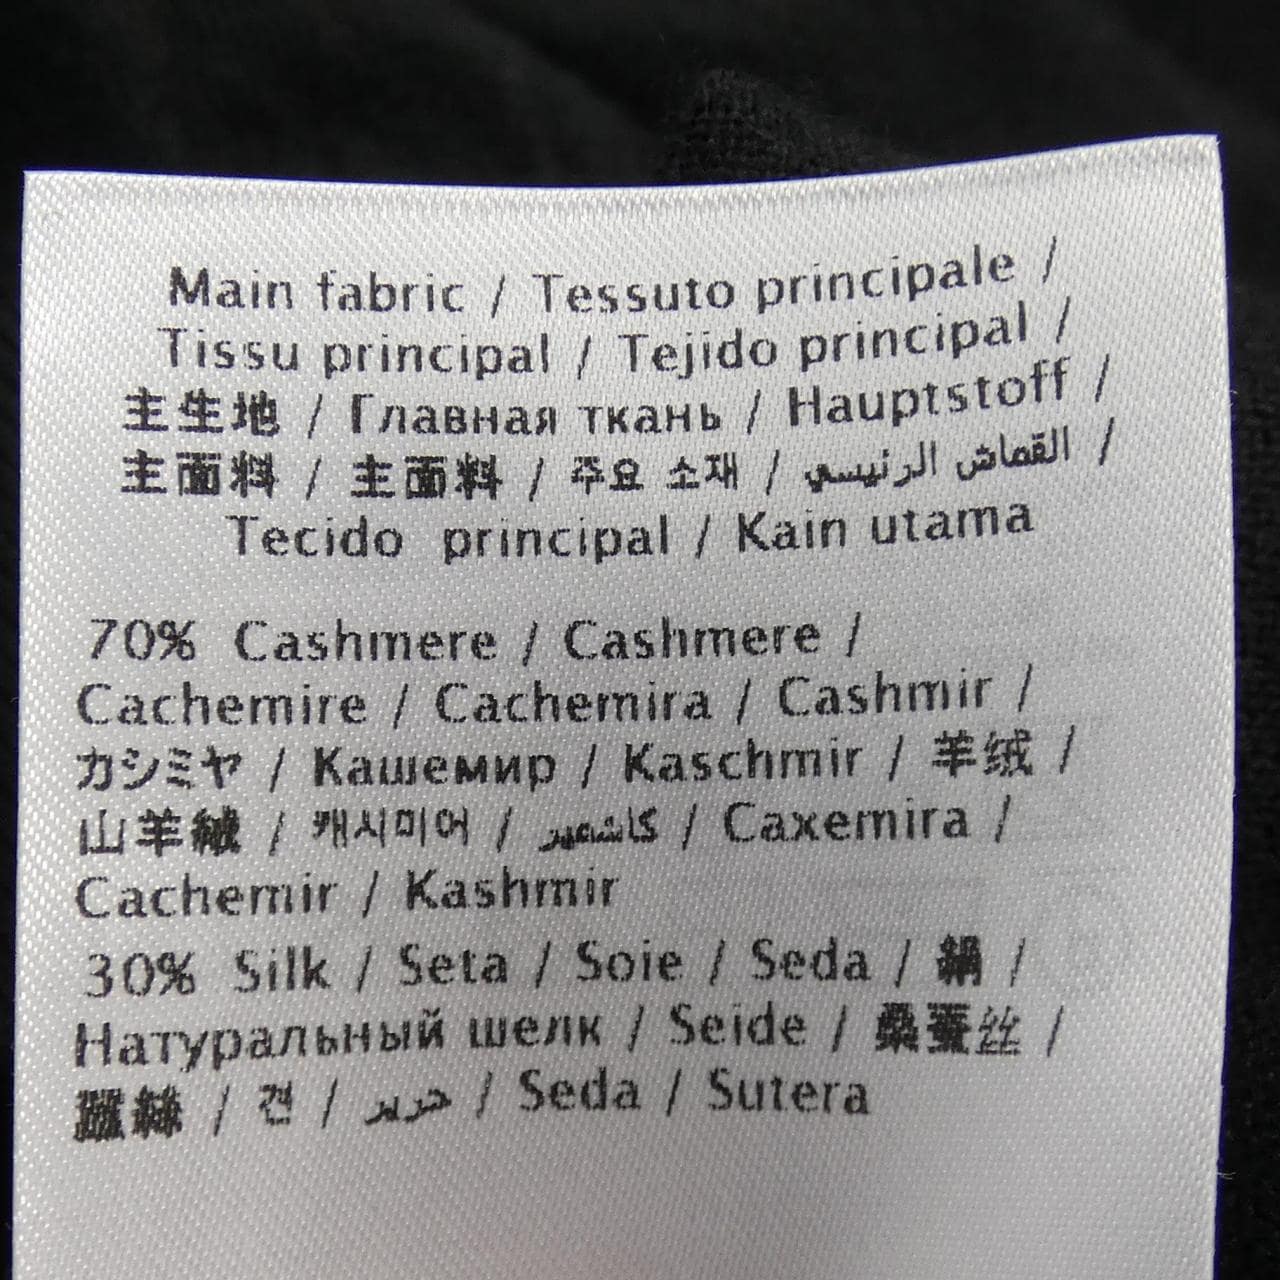 Main fabric / Tessuto principale /
Tissu principal / Tejido principal /
主生地 / Главная ткань / Hauptstoff /
主面料 / 主面料 / 주요 소재 / القماش الرئيسي /
Tecido principal / Kain utama
70% Cashmere / Cashmere /
Cachemire / Cachemira / Cashmir /
カシミヤ / Кашемир / Kaschmir / 羊绒 /
山羊絨 / 캐시미어 / كاشمير / Caxemira /
Cachemir / Kashmir
30% Silk / Seta / Soie / Seda / 絹 /
Натуральный шелк / Seide / 桑蚕丝 /
蠶絲 / 견 / حرير / Seda / Sutera